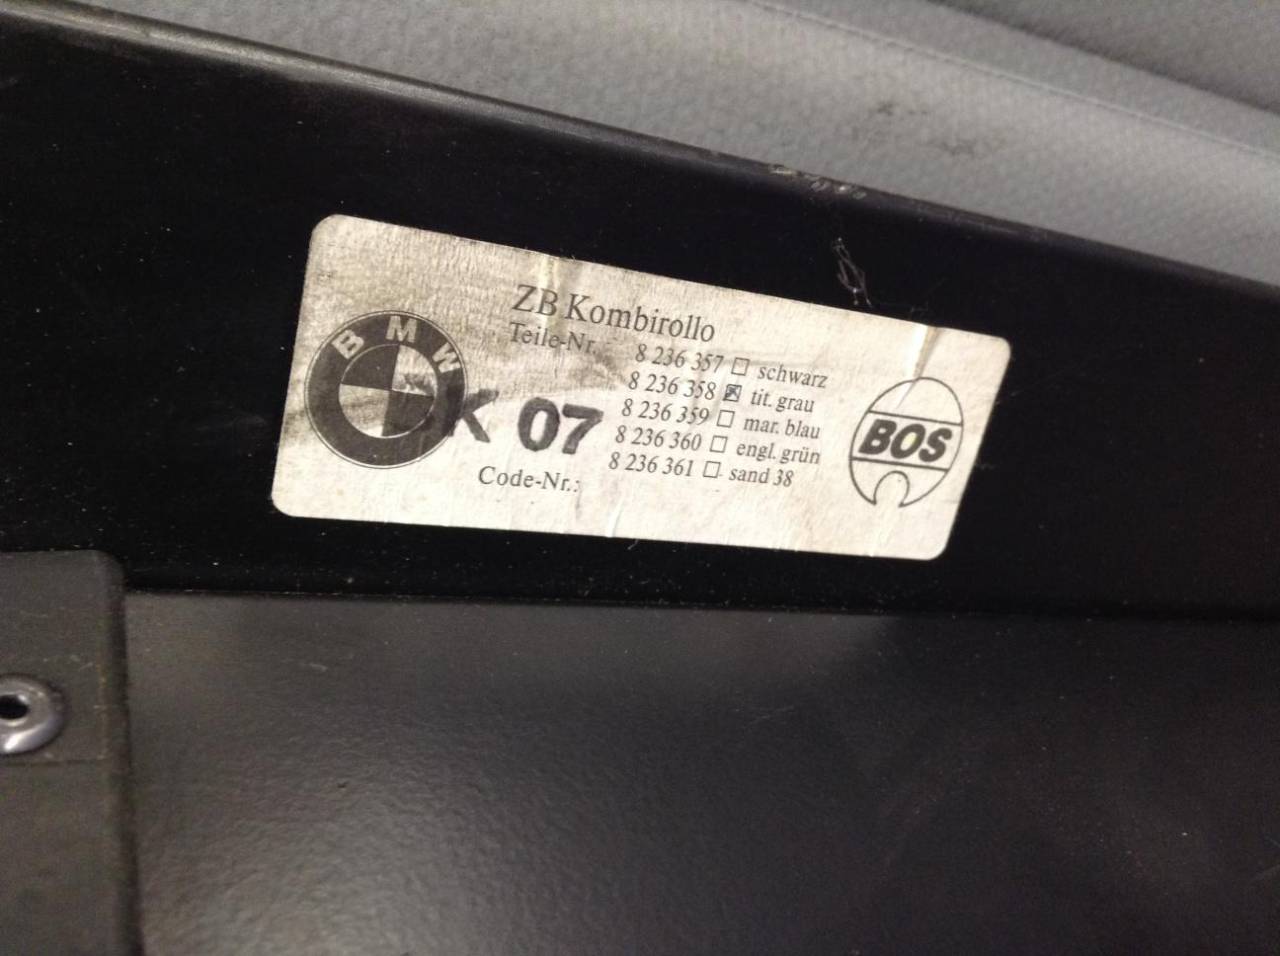 ZB Kombirollo
Teile-Nr. 8 236 357 schwarz
8 236 358 tit. grau
8 236 359 mar. blau
8 236 360 engl. grün
8 236 361 sand 38
BMW
K 07
Code-Nr.:
BOS